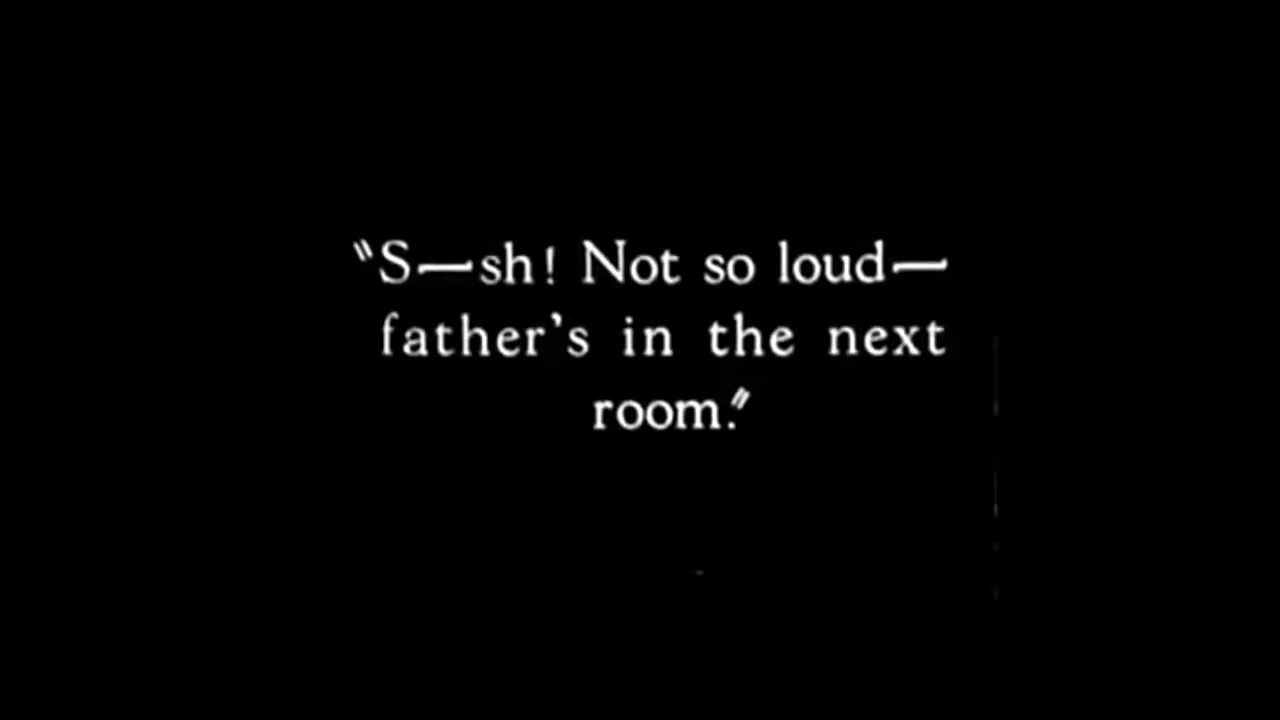 "S—sh! Not so loud—
father's in the next
room."